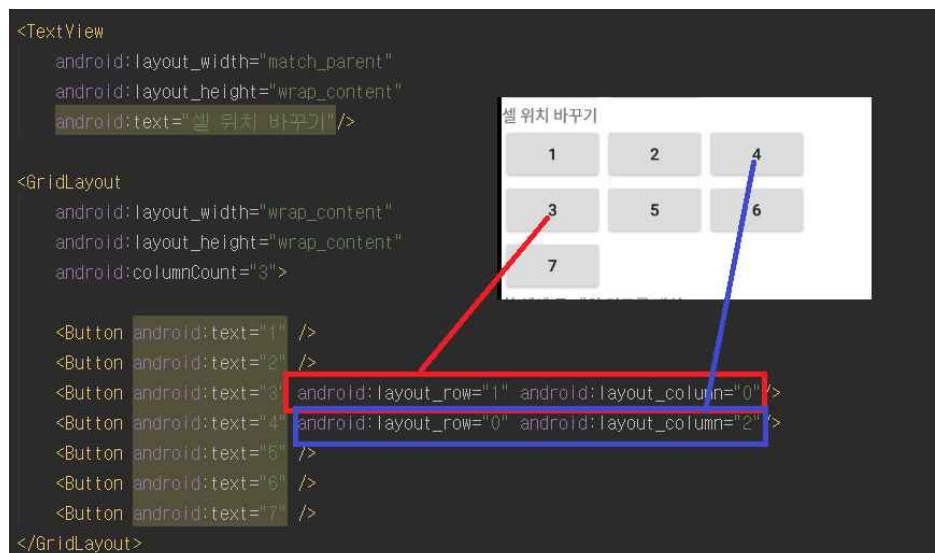 <TextView
android:layout_width="match_parent"
android:layout_height="wrap_content"
android:text="셀 위치 바꾸기"/>
<GridLayout
android:layout_width="wrap_content"
android:layout_height="wrap_content"
android:columnCount="3">
<Button android:text="1" />
<Button android:text="2" />
<Button android:text="3" android:layout_row="1" android:layout_column="0"/>
<Button android:text="4" android:layout_row="0" android:layout_column="2"/>
<Button android:text="5" />
<Button android:text="6" />
<Button android:text="7" />
</GridLayout>
셀 위치 바꾸기
1 2 4
3 5 6
7